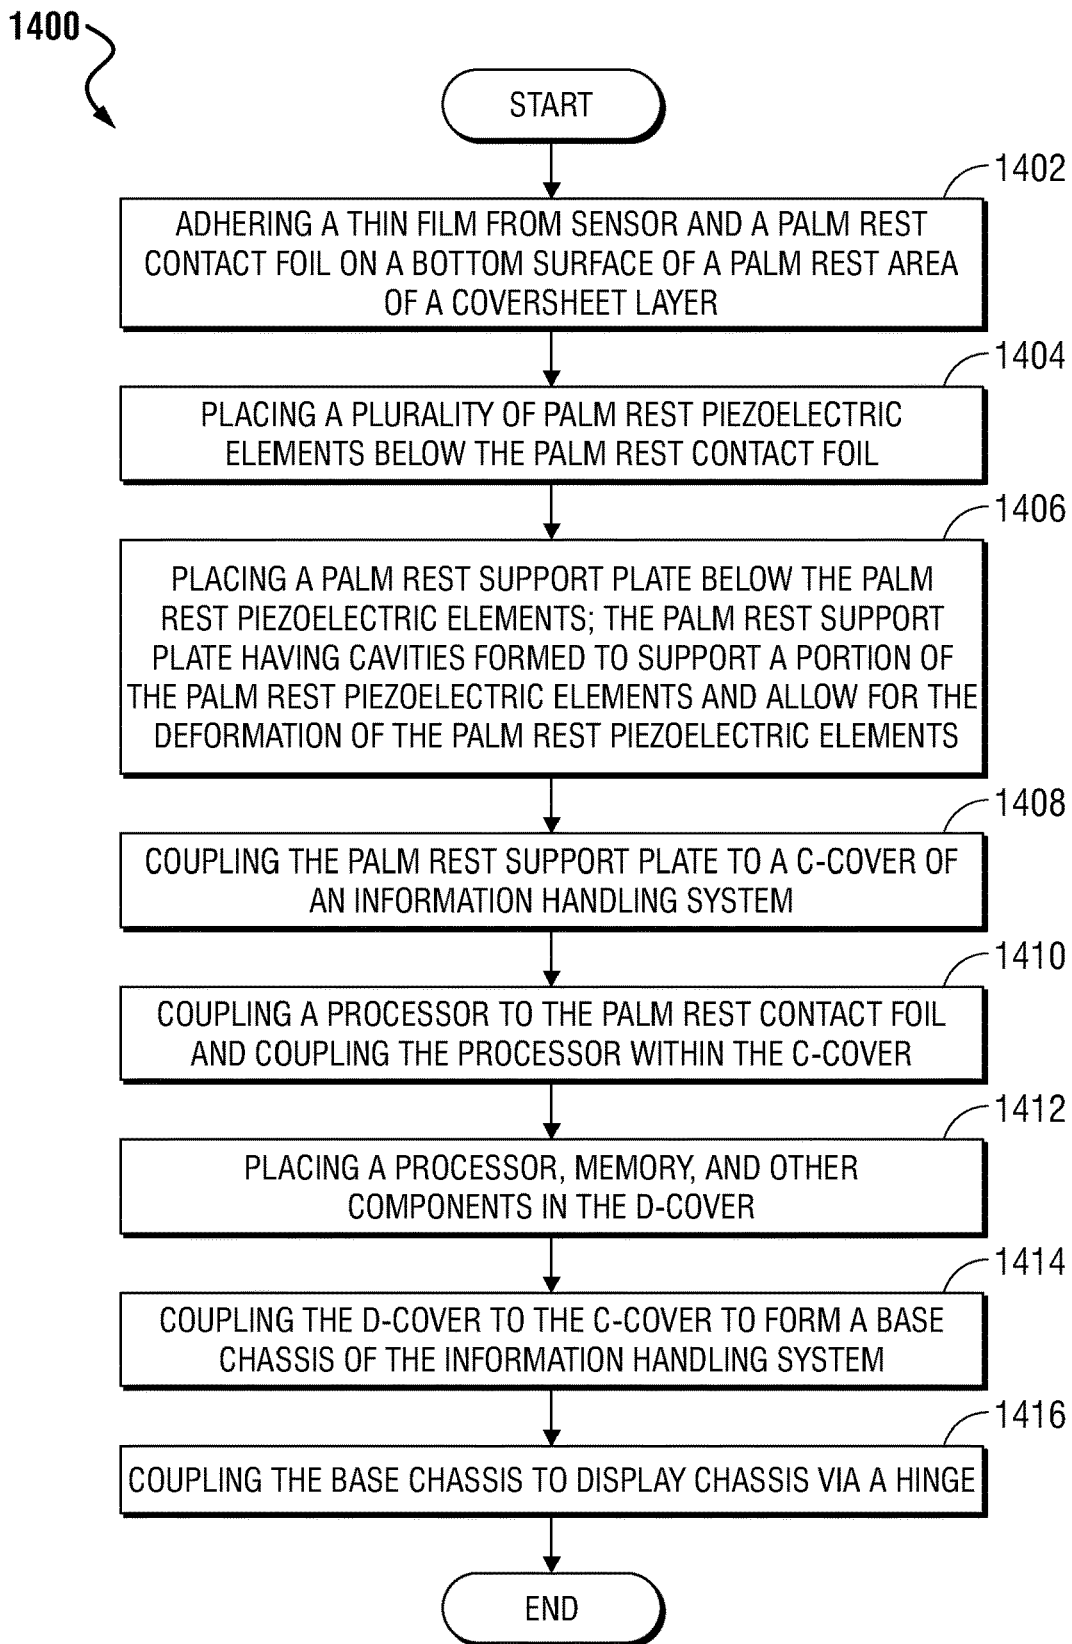 1400
START
1402
ADHERING A THIN FILM FROM SENSOR AND A PALM REST
CONTACT FOIL ON A BOTTOM SURFACE OF A PALM REST AREA
OF A COVERSHEET LAYER
1404
PLACING A PLURALITY OF PALM REST PIEZOELECTRIC
ELEMENTS BELOW THE PALM REST CONTACT FOIL
1406
PLACING A PALM REST SUPPORT PLATE BELOW THE PALM
REST PIEZOELECTRIC ELEMENTS; THE PALM REST SUPPORT
PLATE HAVING CAVITIES FORMED TO SUPPORT A PORTION OF
THE PALM REST PIEZOELECTRIC ELEMENTS AND ALLOW FOR THE
DEFORMATION OF THE PALM REST PIEZOELECTRIC ELEMENTS
1408
COUPLING THE PALM REST SUPPORT PLATE TO A C-COVER OF
AN INFORMATION HANDLING SYSTEM
1410
COUPLING A PROCESSOR TO THE PALM REST CONTACT FOIL
AND COUPLING THE PROCESSOR WITHIN THE C-COVER
1412
PLACING A PROCESSOR, MEMORY, AND OTHER
COMPONENTS IN THE D-COVER
1414
COUPLING THE D-COVER TO THE C-COVER TO FORM A BASE
CHASSIS OF THE INFORMATION HANDLING SYSTEM
1416
COUPLING THE BASE CHASSIS TO DISPLAY CHASSIS VIA A HINGE
END